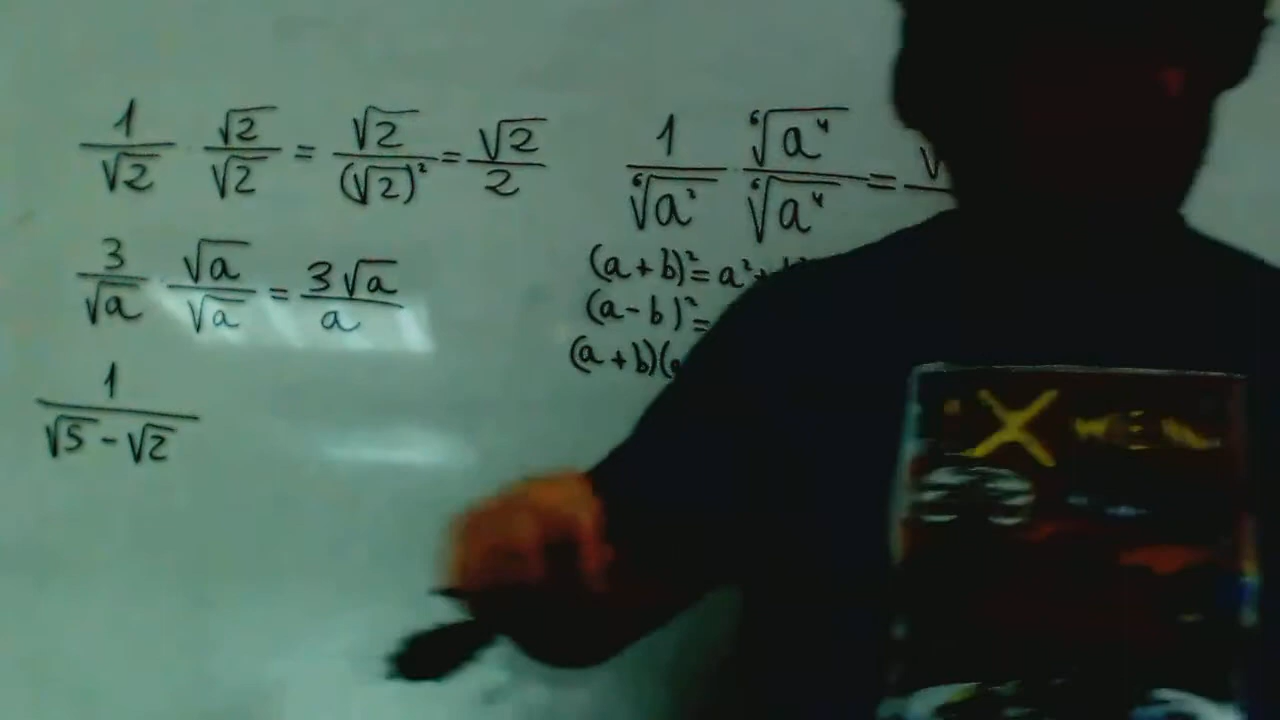 1/√2 · √2/√2 = √2/(√2)² = √2/2
3/√a · √a/√a = 3√a/a
1/(√5 - √2)
1/⁶√a² · ⁶√a⁴/⁶√a⁴ =
(a + b)² = a² +
(a - b)² =
(a + b)(
X